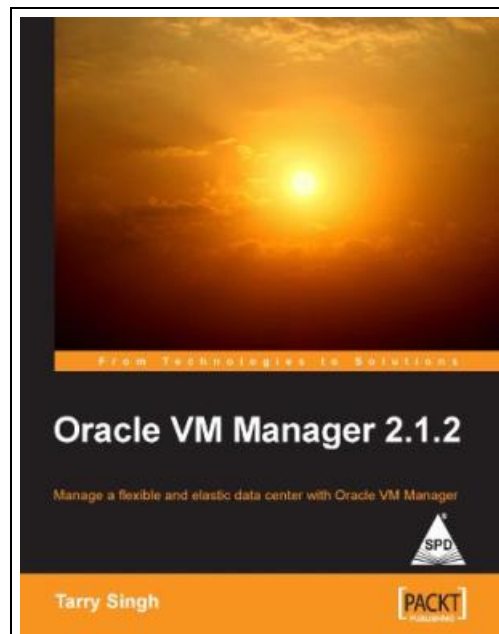 From Technologies to Solutions
Oracle VM Manager 2.1.2
Manage a flexible and elastic data center with Oracle VM Manager
SPD
Tarry Singh
[PACKT]
PUBLISHING